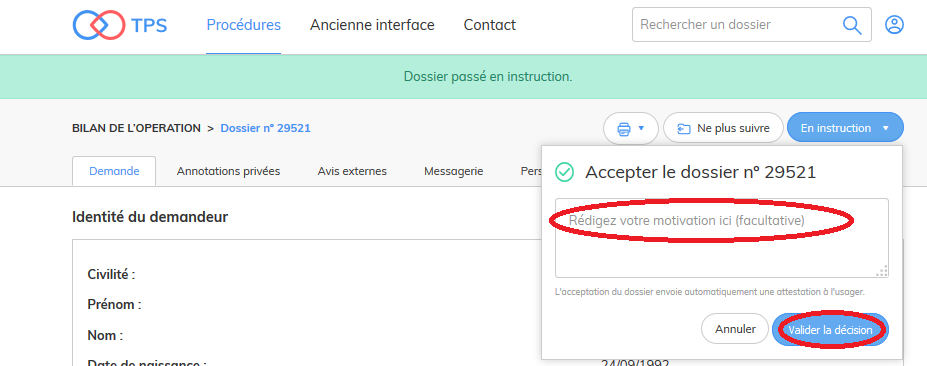 TPS Procédures Ancienne interface Contact Rechercher un dossier
Dossier passé en instruction.
BILAN DE L'OPERATION > Dossier n° 29521 Ne plus suivre En instruction
Demande Annotations privées Avis externes Messagerie Pers
Accepter le dossier n° 29521
Rédigez votre motivation ici (facultative)
L'acceptation du dossier envoie automatiquement une attestation à l'usager.
Annuler Valider la décision
Identité du demandeur
Civilité :
Prénom :
Nom :
Date de naissance : 24/09/1992